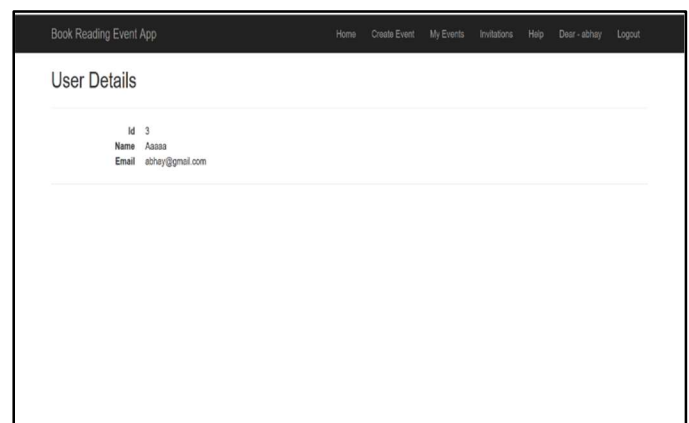 Book Reading Event App Home Create Event My Events Invitations Help Dear - abhay Logout
User Details
Id 3
Name Aaaaa
Email abhay@gmail.com